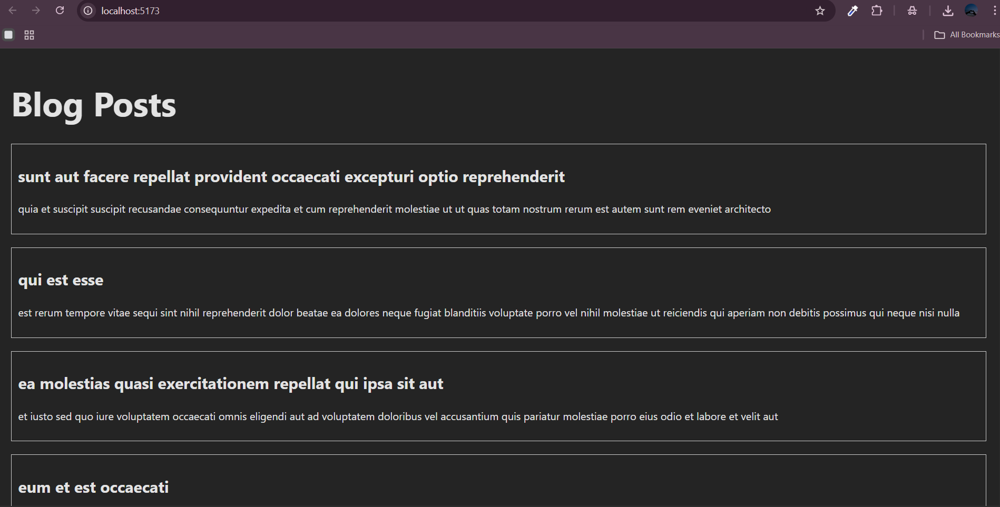 localhost:5173
All Bookmarks
Blog Posts
sunt aut facere repellat provident occaecati excepturi optio reprehenderit
quia et suscipit suscipit recusandae consequuntur expedita et cum reprehenderit molestiae ut ut quas totam nostrum rerum est autem sunt rem eveniet architecto
qui est esse
est rerum tempore vitae sequi sint nihil reprehenderit dolor beatae ea dolores neque fugiat blanditiis voluptate porro vel nihil molestiae ut reiciendis qui aperiam non debitis possimus qui neque nisi nulla
ea molestias quasi exercitationem repellat qui ipsa sit aut
et iusto sed quo iure voluptatem occaecati omnis eligendi aut ad voluptatem doloribus vel accusantium quis pariatur molestiae porro eius odio et labore et velit aut
eum et est occaecati